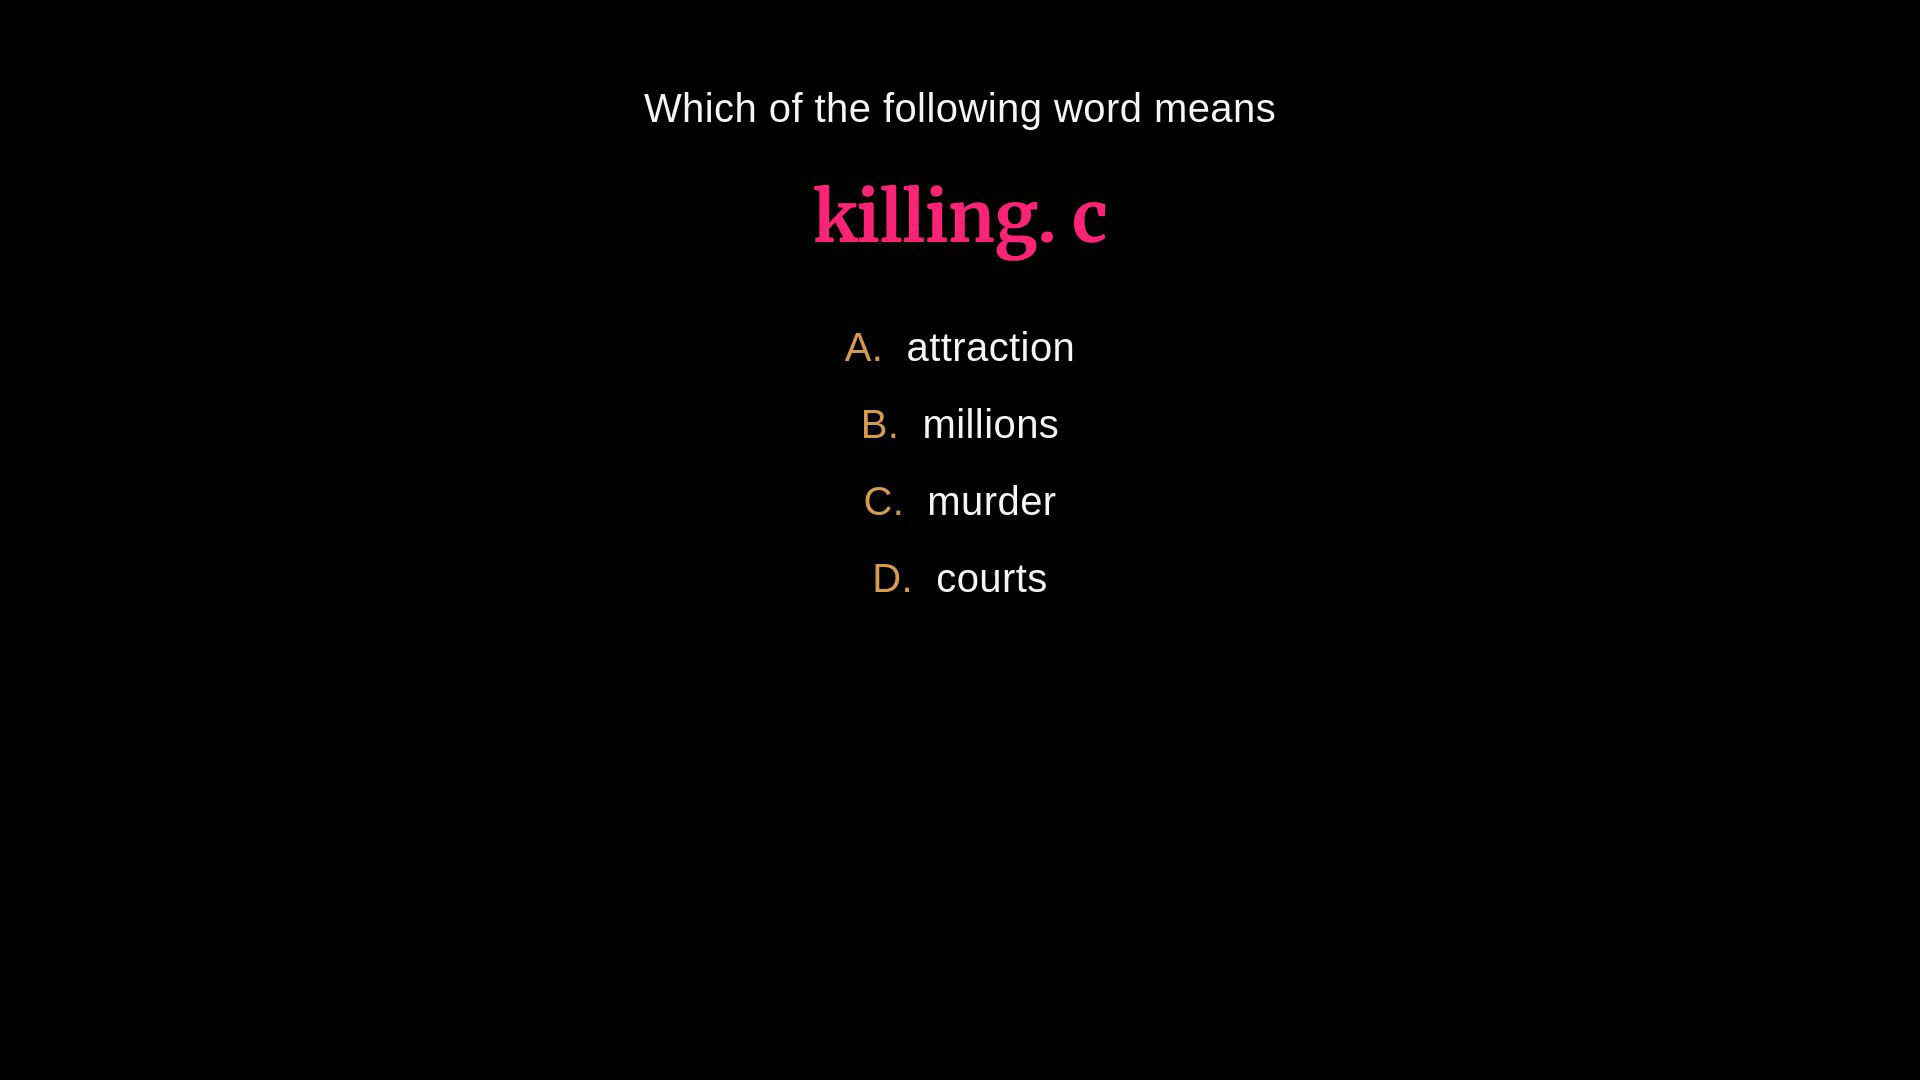 Which of the following word means
killing. c
A. attraction
B. millions
C. murder
D. courts